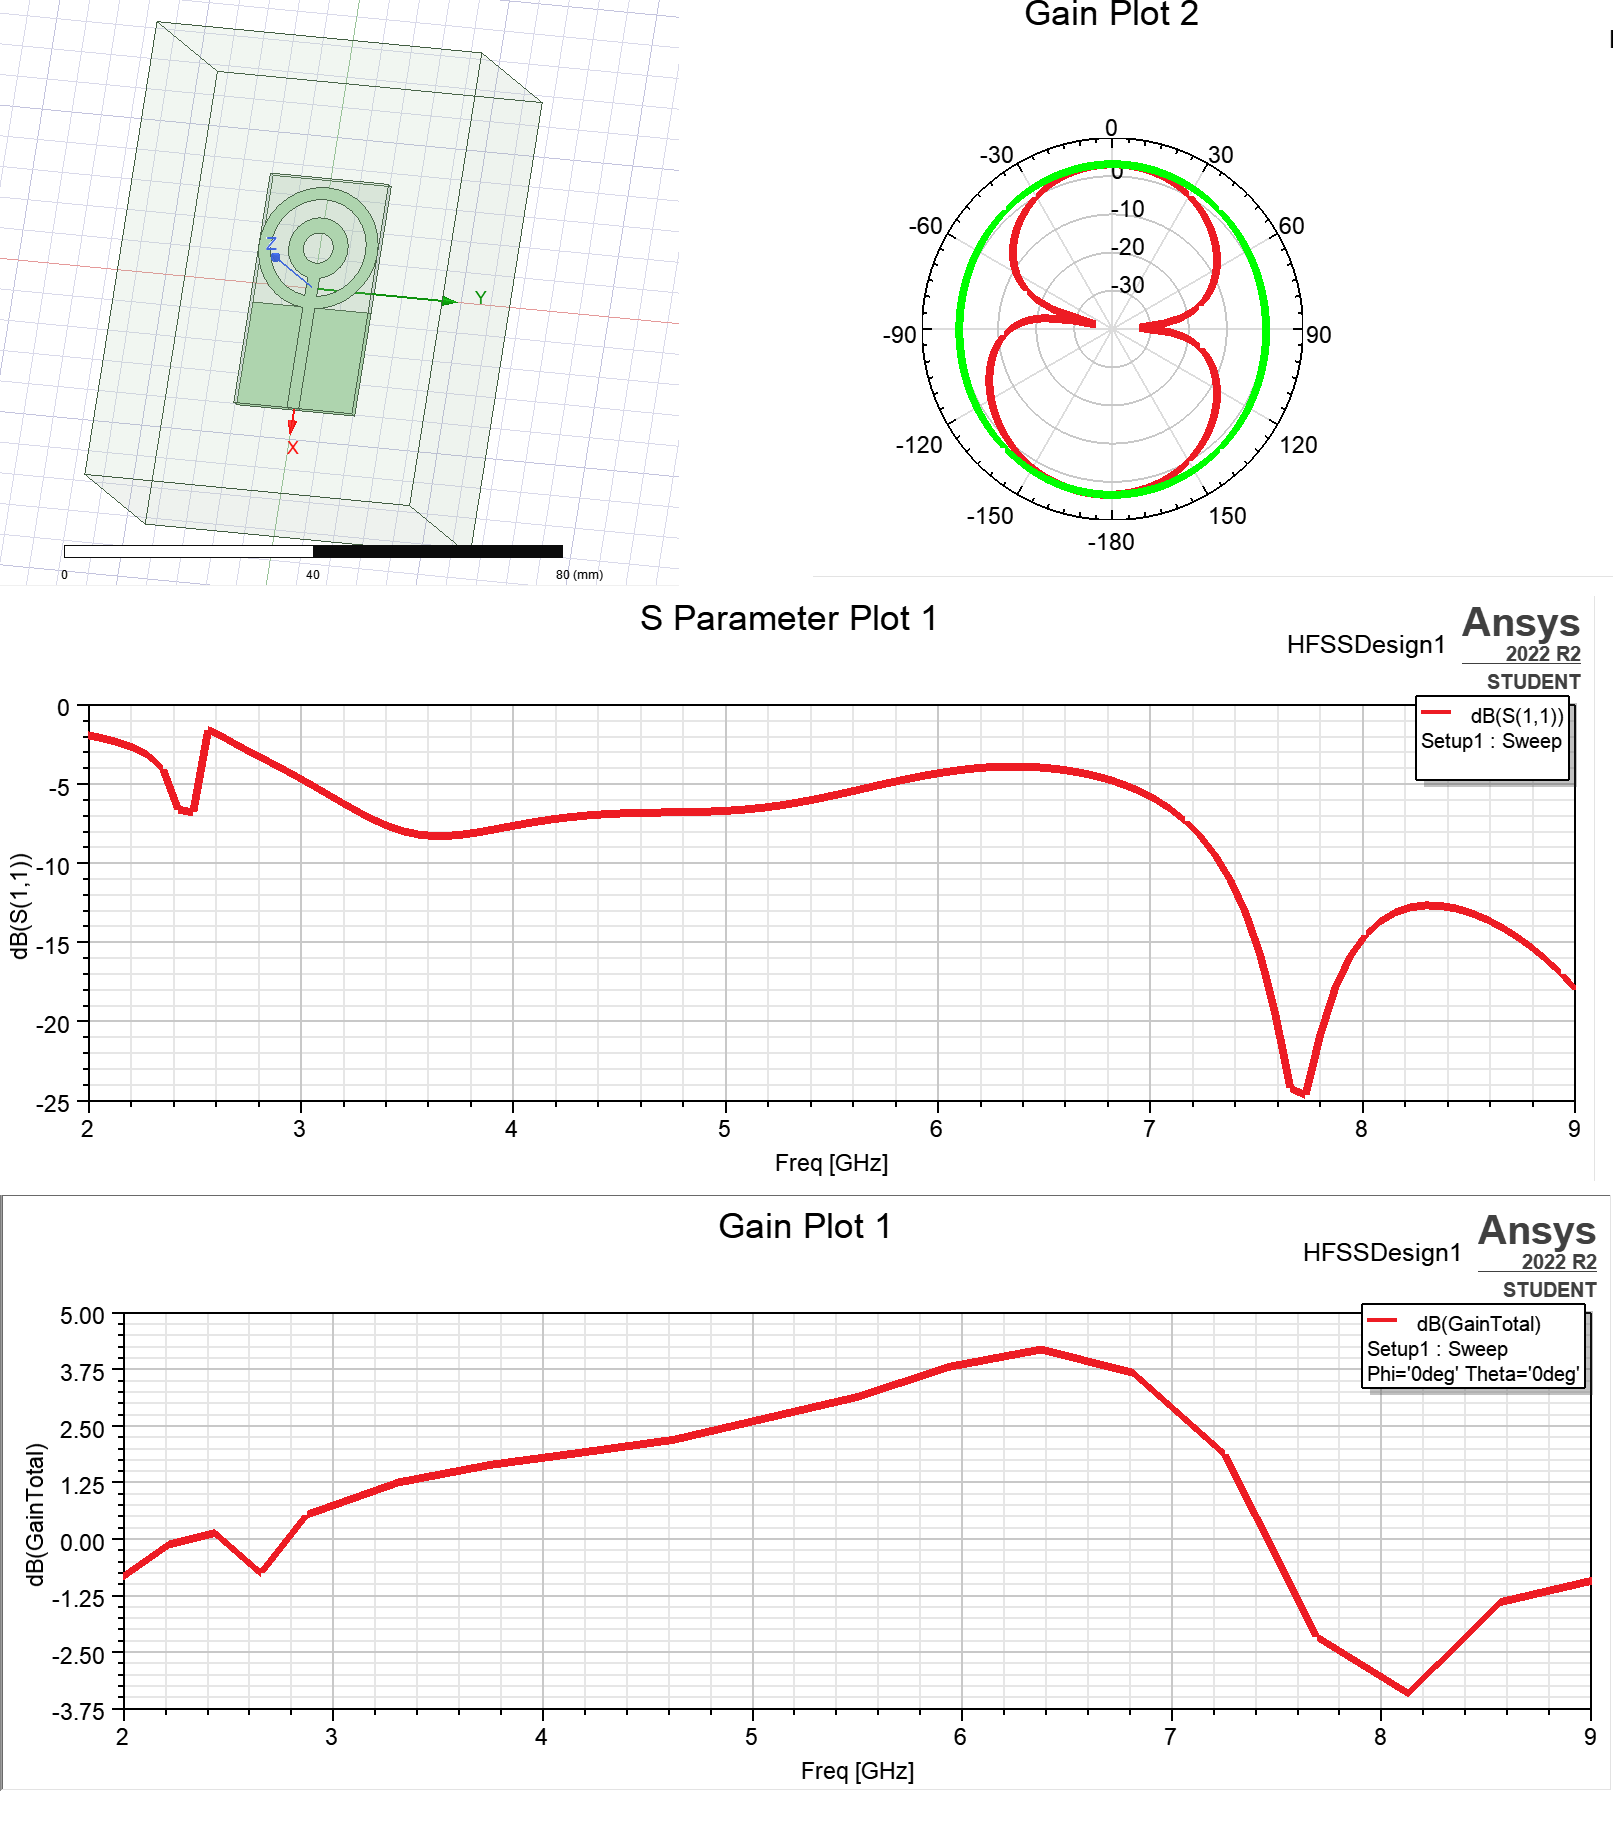 Gain Plot 2
Z
Y
X
0
40
80 (mm)
0
-30
30
0
-10
-60
60
-20
-30
-90
90
-120
120
-150
150
-180
S Parameter Plot 1
HFSSDesign1
Ansys
2022 R2
STUDENT
dB(S(1,1))
Setup1 : Sweep
0
-5
-10
-15
-20
-25
dB(S(1,1))
2 3 4 5 6 7 8 9
Freq [GHz]
Gain Plot 1
HFSSDesign1
Ansys
2022 R2
STUDENT
dB(GainTotal)
Setup1 : Sweep
Phi='0deg' Theta='0deg'
5.00
3.75
2.50
1.25
0.00
-1.25
-2.50
-3.75
dB(GainTotal)
2 3 4 5 6 7 8 9
Freq [GHz]